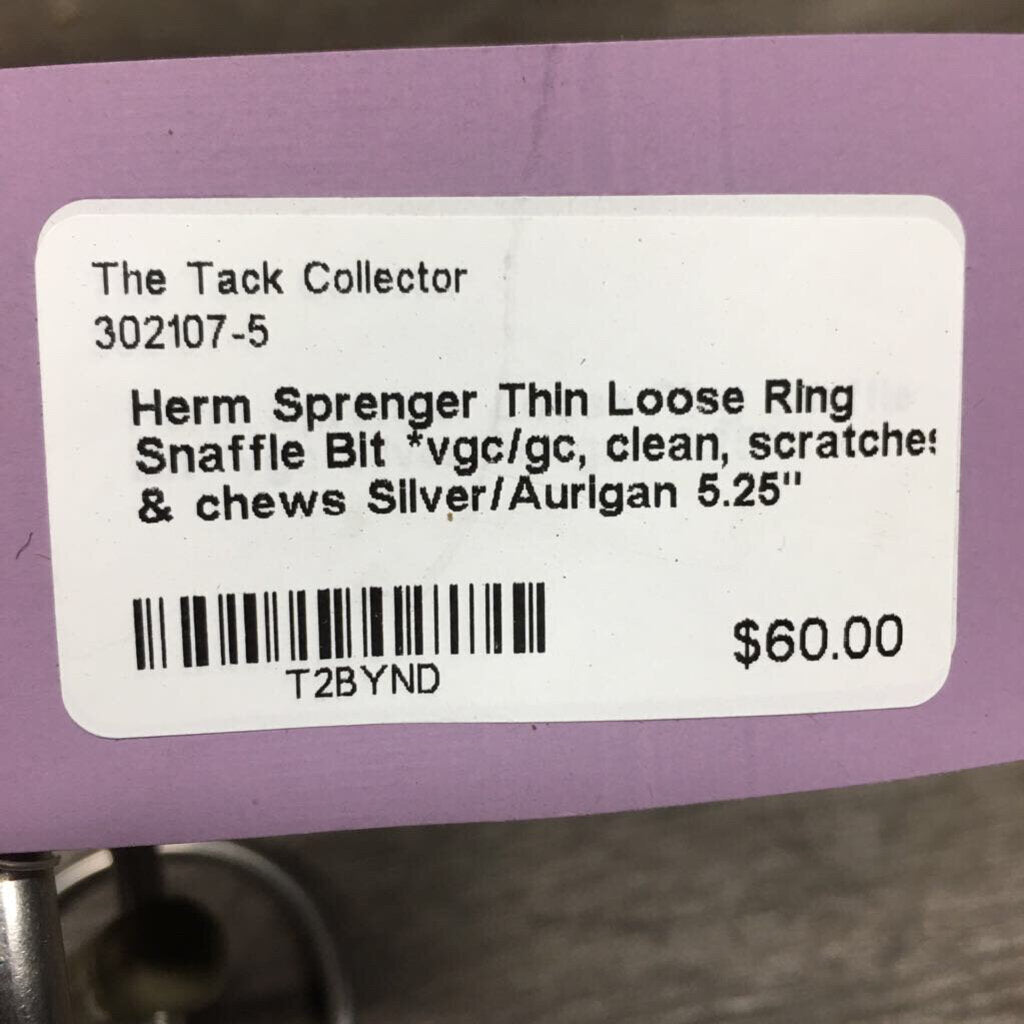 The Tack Collector
302107-5
Herm Sprenger Thin Loose Ring
Snaffle Bit *vgc/gc, clean, scratches
& chews Silver/Aurigan 5.25"
T2BYND
$60.00